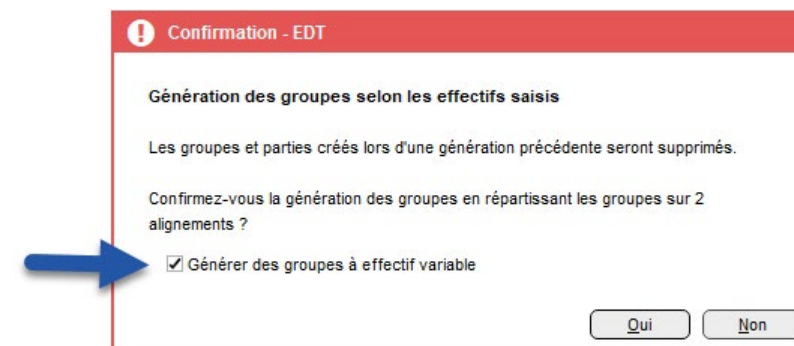 Confirmation - EDT
Génération des groupes selon les effectifs saisis
Les groupes et parties créés lors d'une génération précédente seront supprimés.
Confirmez-vous la génération des groupes en répartissant les groupes sur 2
alignements ?
Générer des groupes à effectif variable
Oui Non